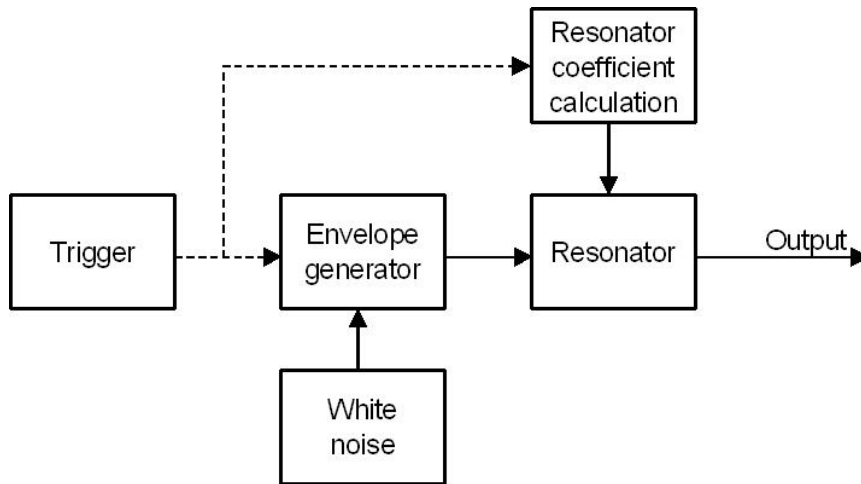 Resonator
coefficient
calculation
Trigger
Envelope
generator
Resonator
Output
White
noise